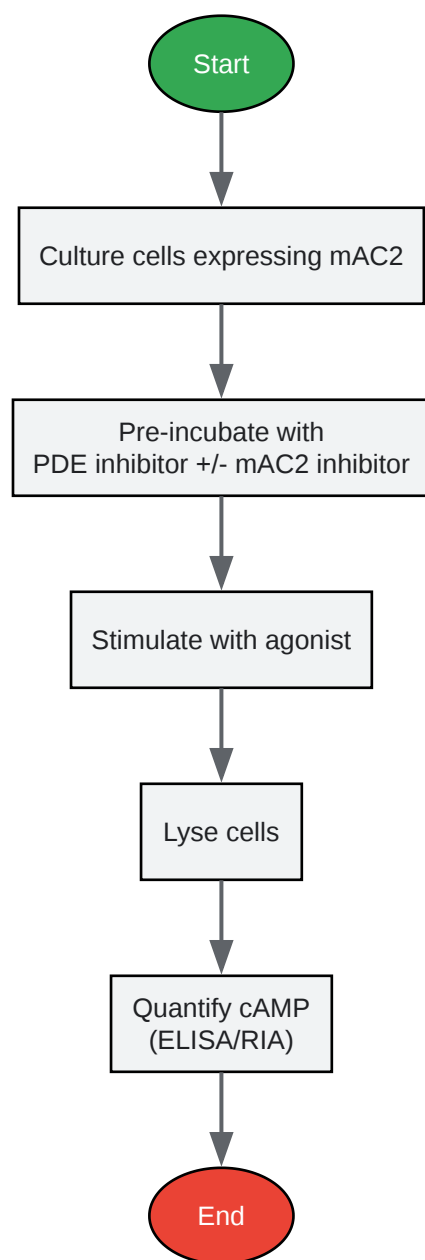 Start
Culture cells expressing mAC2
Pre-incubate with
PDE inhibitor +/- mAC2 inhibitor
Stimulate with agonist
Lyse cells
Quantify cAMP
(ELISA/RIA)
End